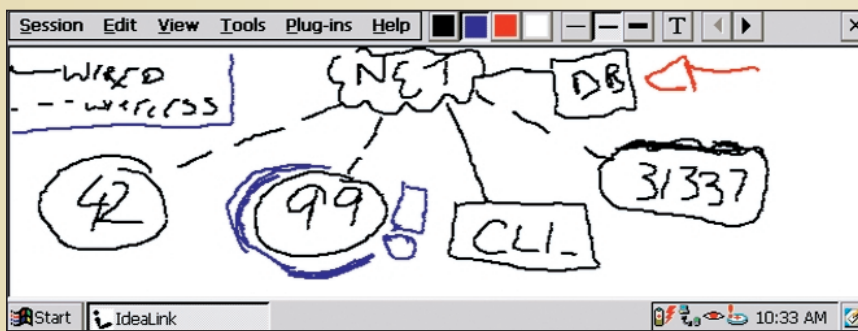 Session Edit View Tools Plug-ins Help T
WIRED
wireless
NET
DB
42
99
!
CLI_
31337
Start IdeaLink 10:33 AM